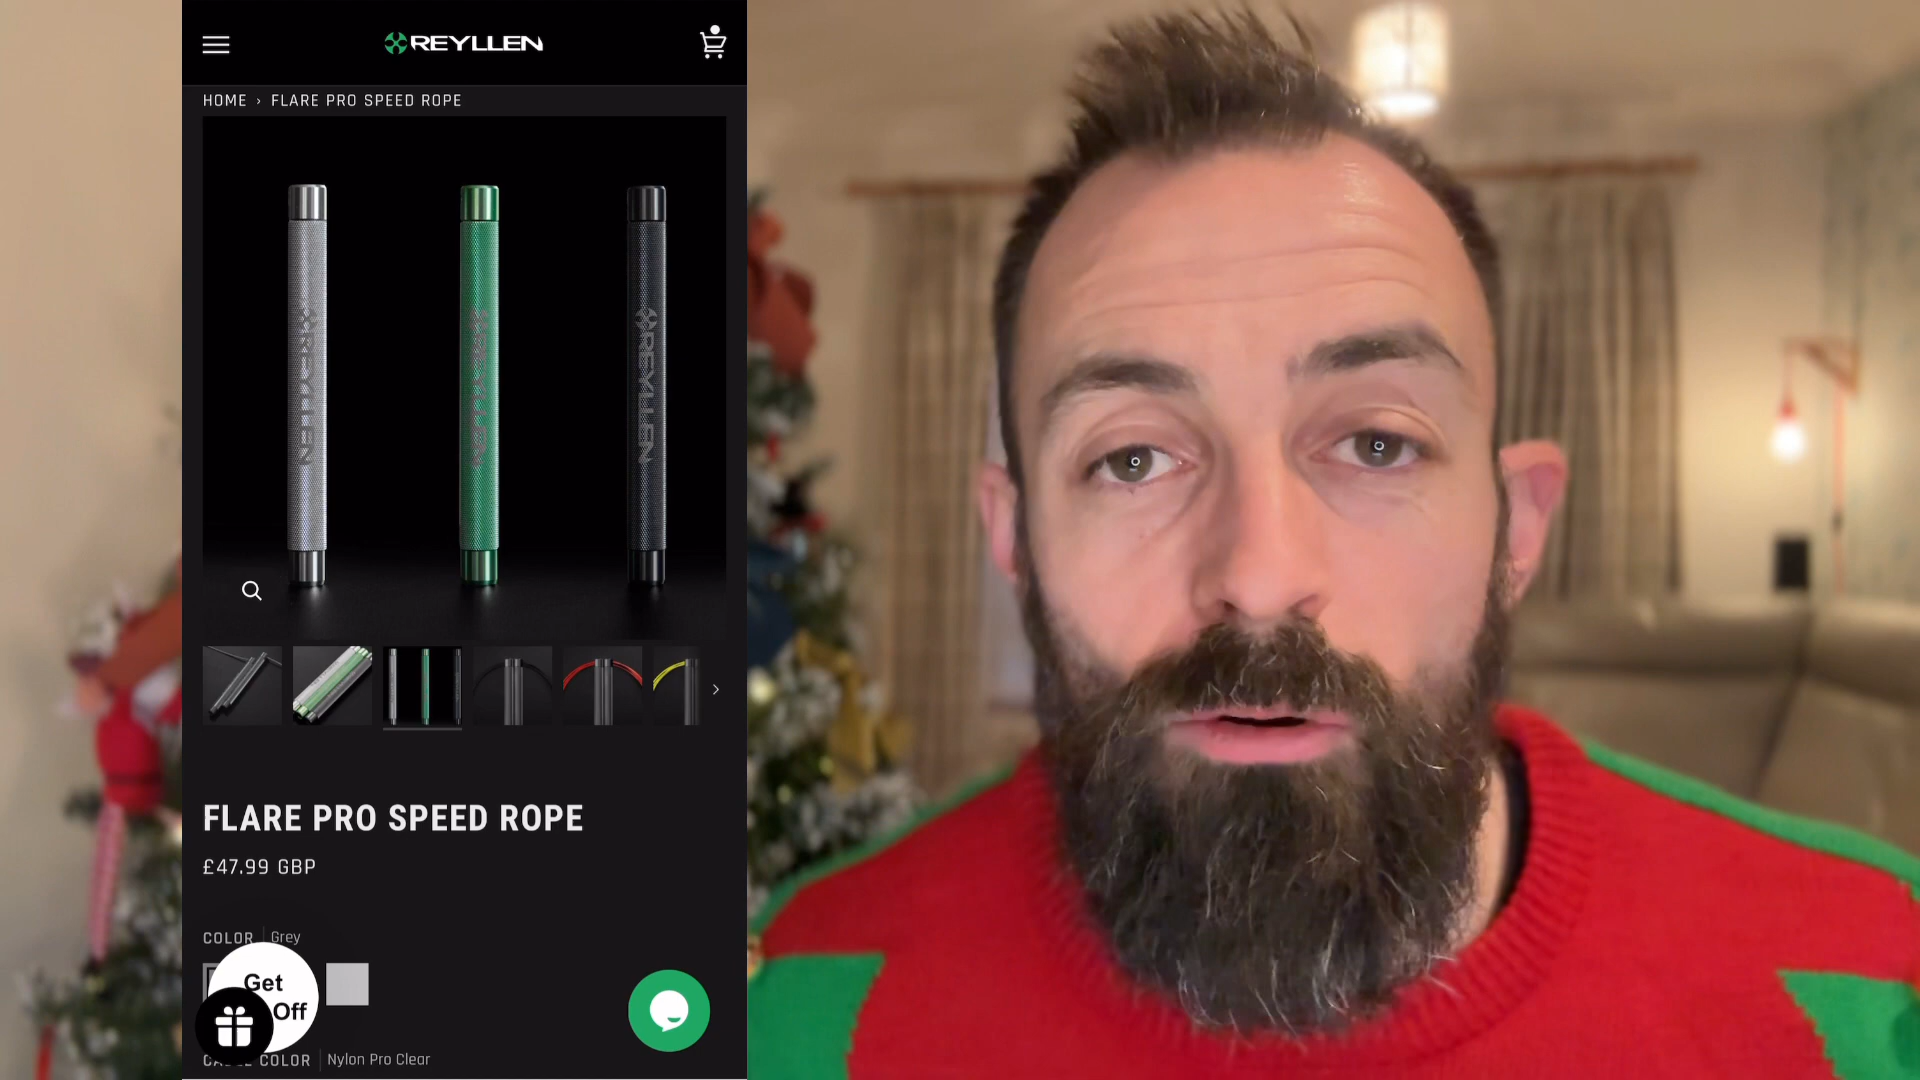 REYLLEN
HOME › FLARE PRO SPEED ROPE
REYLLEN
REYLLEN
REYLLEN
FLARE PRO SPEED ROPE
£47.99 GBP
COLOR | Grey
Get
Off
COLOR | Nylon Pro Clear